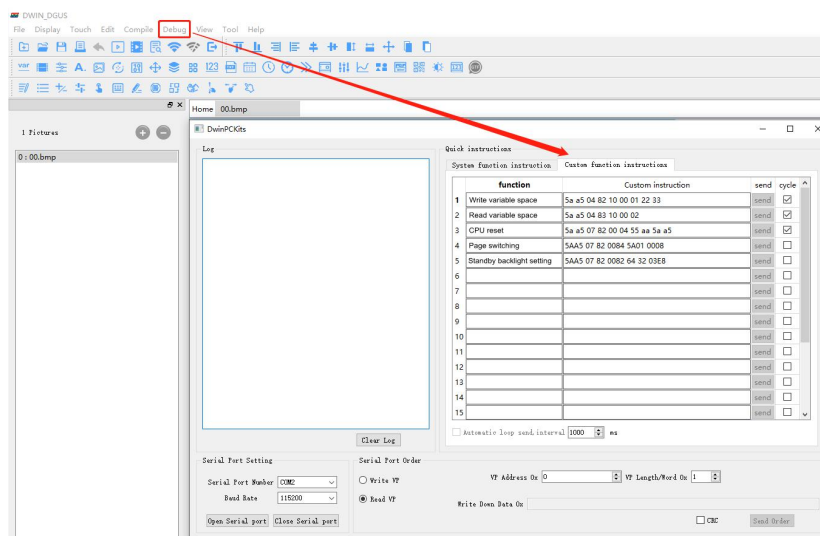 DWIN_DGUS
File Display Touch Edit Compile Debug View Tool Help
var
A.
123
Home 00.bmp
1 Pictures
0 : 00.bmp
DwinPCKits
Log
Quick instructions
System function instruction Custom function instructions
function Custom instruction send cycle
1 Write variable space 5a a5 04 82 10 00 01 22 33 send
2 Read variable space 5a a5 04 83 10 00 02 send
3 CPU reset 5a a5 07 82 00 04 55 aa 5a a5 send
4 Page switching 5AA5 07 82 0084 5A01 0008 send
5 Standby backlight setting 5AA5 07 82 0082 64 32 03E8 send
6 send
7 send
8 send
9 send
10 send
11 send
12 send
13 send
14 send
15 send
Clear Log
Automatic loop send, interval 1000 ms
Serial Port Setting
Serial Port Number COM2
Baud Rate 115200
Open Serial port Close Serial port
Serial Port Order
Write VP
Read VP
VP Address 0x 0 VP Length/Word 0x 1
Write Down Data 0x
CRC Send Order